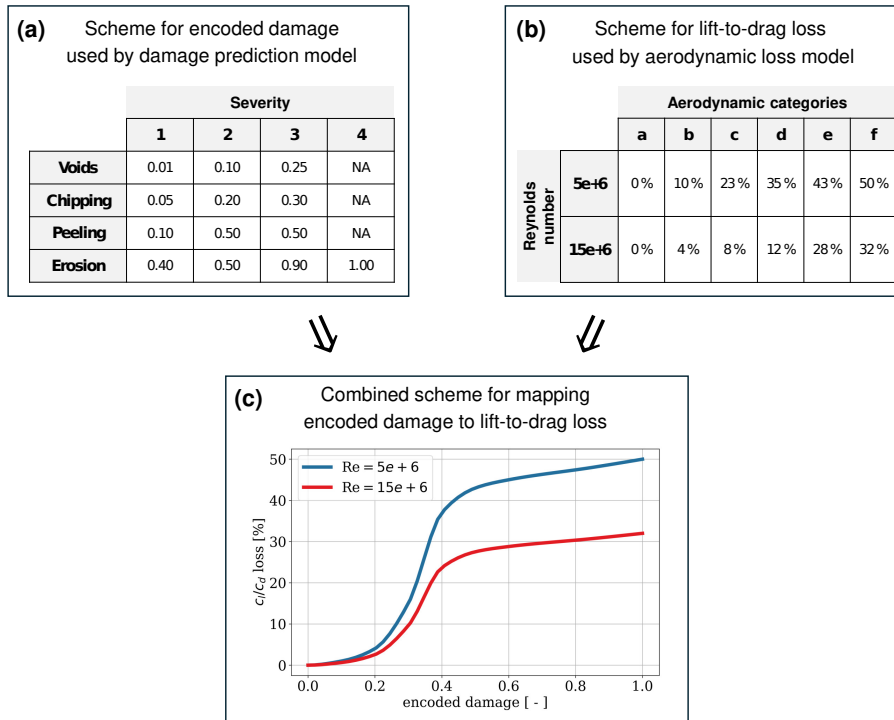 (a) Scheme for encoded damage
used by damage prediction model
Severity
1 2 3 4
Voids 0.01 0.10 0.25 NA
Chipping 0.05 0.20 0.30 NA
Peeling 0.10 0.50 0.50 NA
Erosion 0.40 0.50 0.90 1.00
(b) Scheme for lift-to-drag loss
used by aerodynamic loss model
Aerodynamic categories
a b c d e f
Reynolds
number
5e+6 0% 10% 23% 35% 43% 50%
15e+6 0% 4% 8% 12% 28% 32%
(c) Combined scheme for mapping
encoded damage to lift-to-drag loss
Re = 5e + 6
Re = 15e + 6
c_l/c_d loss [%]
50
40
30
20
10
0
0.0 0.2 0.4 0.6 0.8 1.0
encoded damage [ - ]